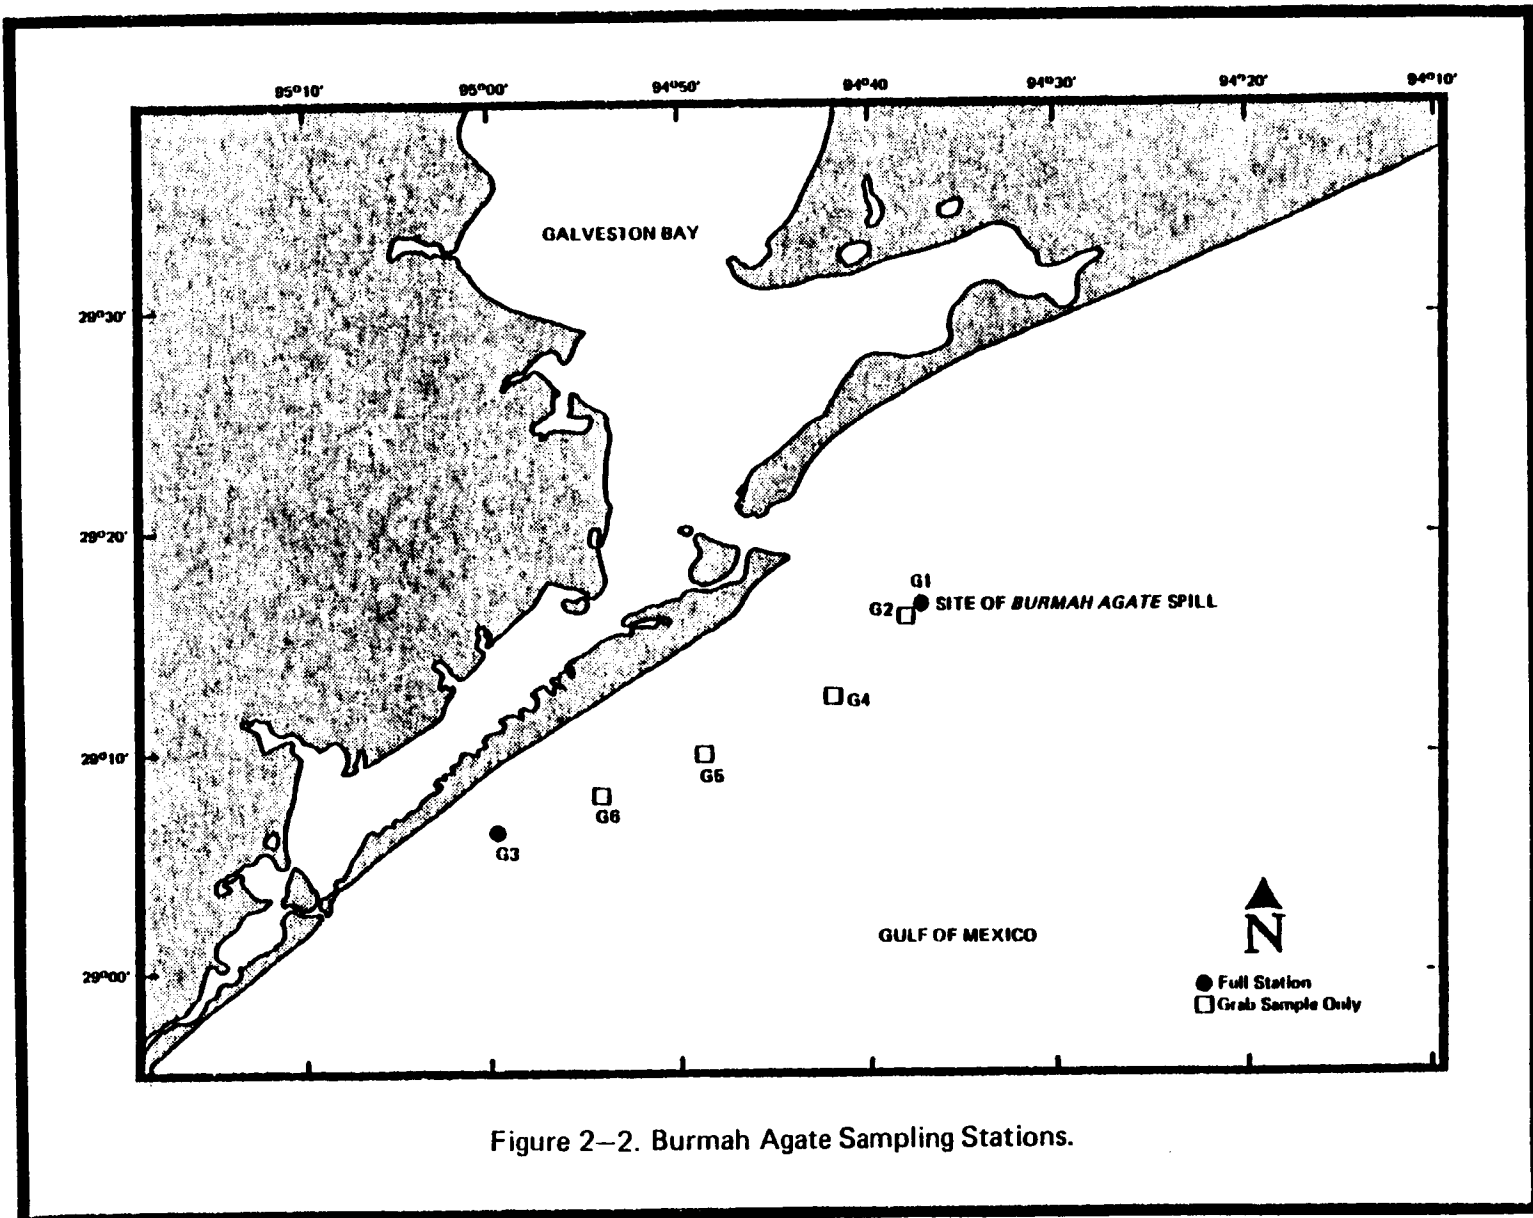 95°10'
95°00'
94°50'
94°40
94°30'
94°20'
94°10'
GALVESTON BAY
29°30'
29°20'
G1
SITE OF BURMAH AGATE SPILL
G2
G4
29°10'
G5
G6
G3
GULF OF MEXICO
N
29°00'
Full Station
Grab Sample Only
Figure 2–2. Burmah Agate Sampling Stations.